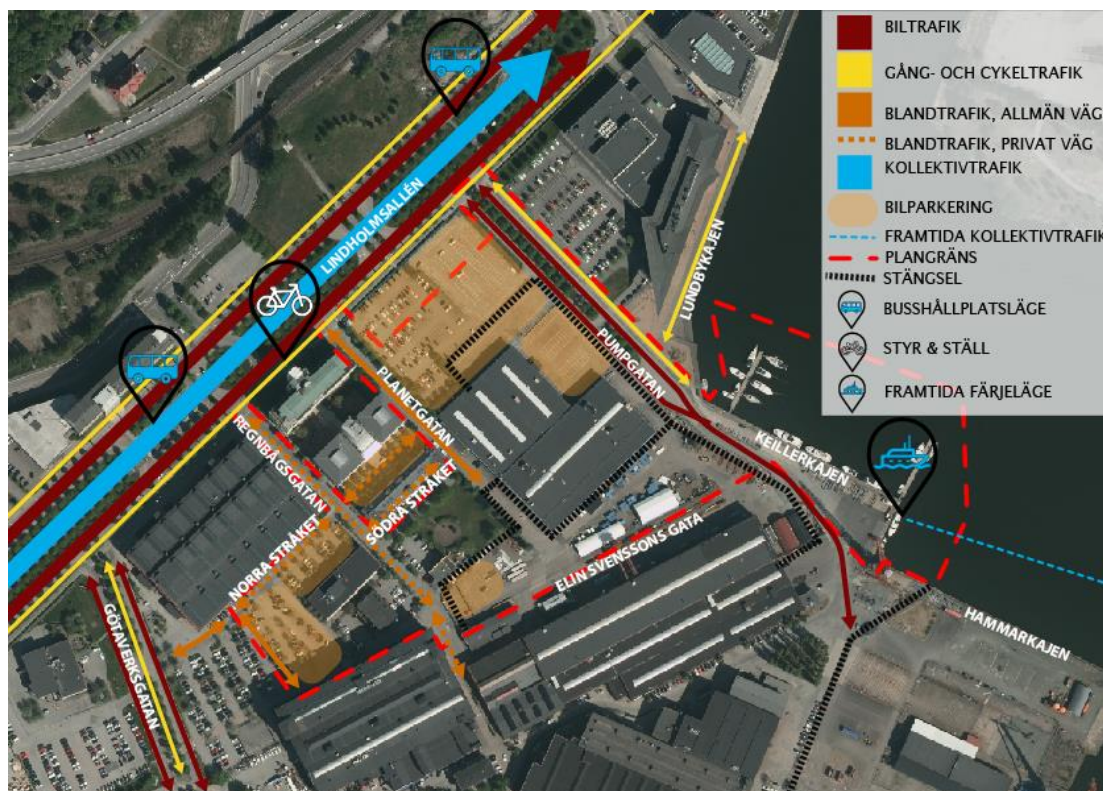 BILTRAFIK
GÅNG- OCH CYKELTRAFIK
BLANDTRAFIK, ALLMÄN VÄG
BLANDTRAFIK, PRIVAT VÄG
KOLLEKTIVTRAFIK
BILPARKERING
FRAMTIDA KOLLEKTIVTRAFIK
PLANGRÄNS
STÄNGSEL
BUSSHÅLLPLATSLÄGE
STYR & STÄLL
FRAMTIDA FÄRJELÄGE
LINDHOLMSALLÉN
LUNDBYKAJEN
PUMPGATAN
PLANETGATAN
REGNBÅGSGATAN
SÖDRA STRÅKET
NORRA STRÅKET
KEILLERKAJEN
ELIN SVENSSONS GATA
HAMMARKAJEN
GÖTAVERKSGATAN